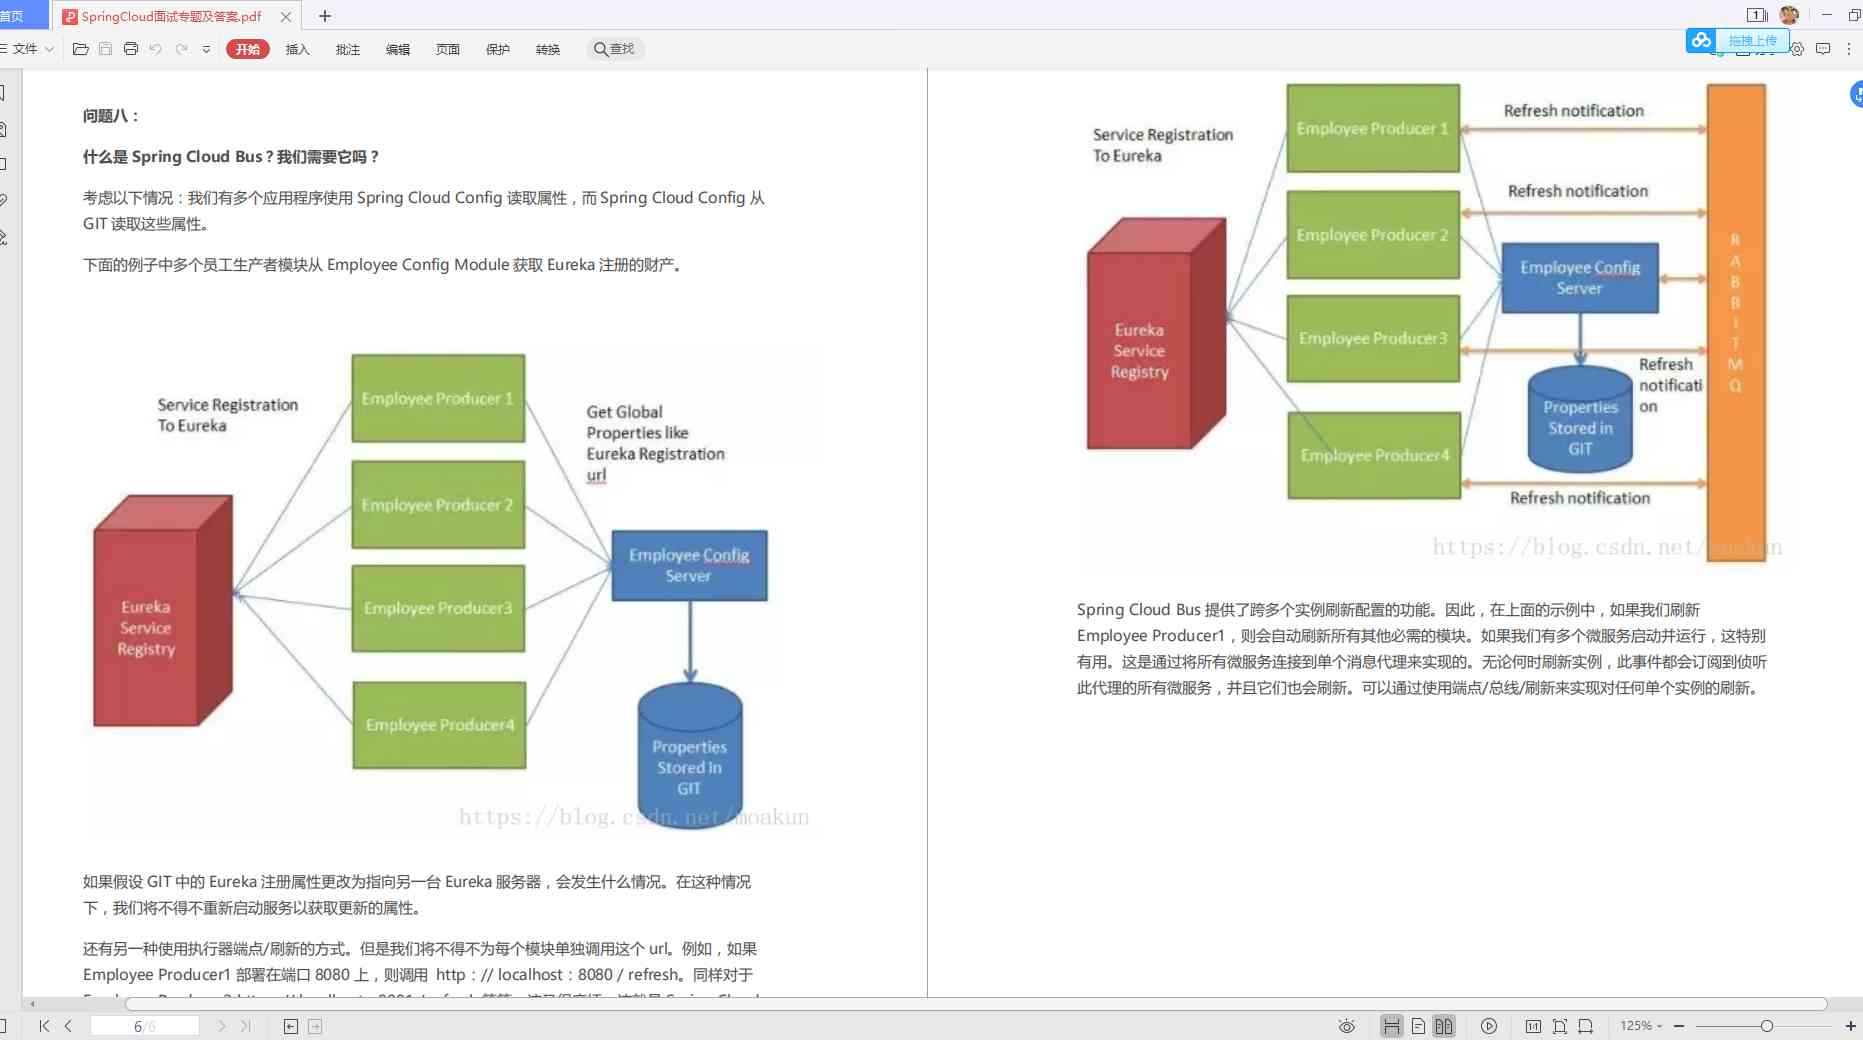 首页
SpringCloud面试专题及答案.pdf
文件
开始
插入
批注
编辑
页面
保护
转换
查找
1
拖拽上传
问题八：
什么是 Spring Cloud Bus？我们需要它吗？
考虑以下情况：我们有多个应用程序使用 Spring Cloud Config 读取属性，而 Spring Cloud Config 从
GIT 读取这些属性。
下面的例子中多个员工生产者模块从 Employee Config Module 获取 Eureka 注册的财产。
Service Registration
To Eureka
Employee Producer 1
Employee Producer 2
Employee Producer3
Employee Producer4
Get Global
Properties like
Eureka Registration
url
Eureka
Service
Registry
Employee Config
Server
Properties
Stored in
GIT
https://blog.csdn.net/moakun
如果假设 GIT 中的 Eureka 注册属性更改为指向另一台 Eureka 服务器，会发生什么情况。在这种情况
下，我们将不得不重新启动服务以获取更新的属性。
还有另一种使用执行器端点/刷新的方式。但是我们将不得不为每个模块单独调用这个 url。例如，如果
Employee Producer1 部署在端口 8080 上，则调用 http：// localhost：8080 / refresh。同样对于
Service Registration
To Eureka
Employee Producer 1
Employee Producer 2
Employee Producer3
Employee Producer4
Refresh notification
Refresh notification
Eureka
Service
Registry
Employee Config
Server
Properties
Stored in
GIT
Refresh
notificati
on
Refresh notification
R
A
B
B
I
T
M
Q
https://blog.csdn.net/moakun
Spring Cloud Bus 提供了跨多个实例刷新配置的功能。因此，在上面的示例中，如果我们刷新
Employee Producer1，则会自动刷新所有其他必需的模块。如果我们有多个微服务启动并运行，这特别
有用。这是通过将所有微服务连接到单个消息代理来实现的。无论何时刷新实例，此事件都会订阅到侦听
此代理的所有微服务，并且它们也会刷新。可以通过使用端点/总线/刷新来实现对任何单个实例的刷新。
6/6
1:1
125%